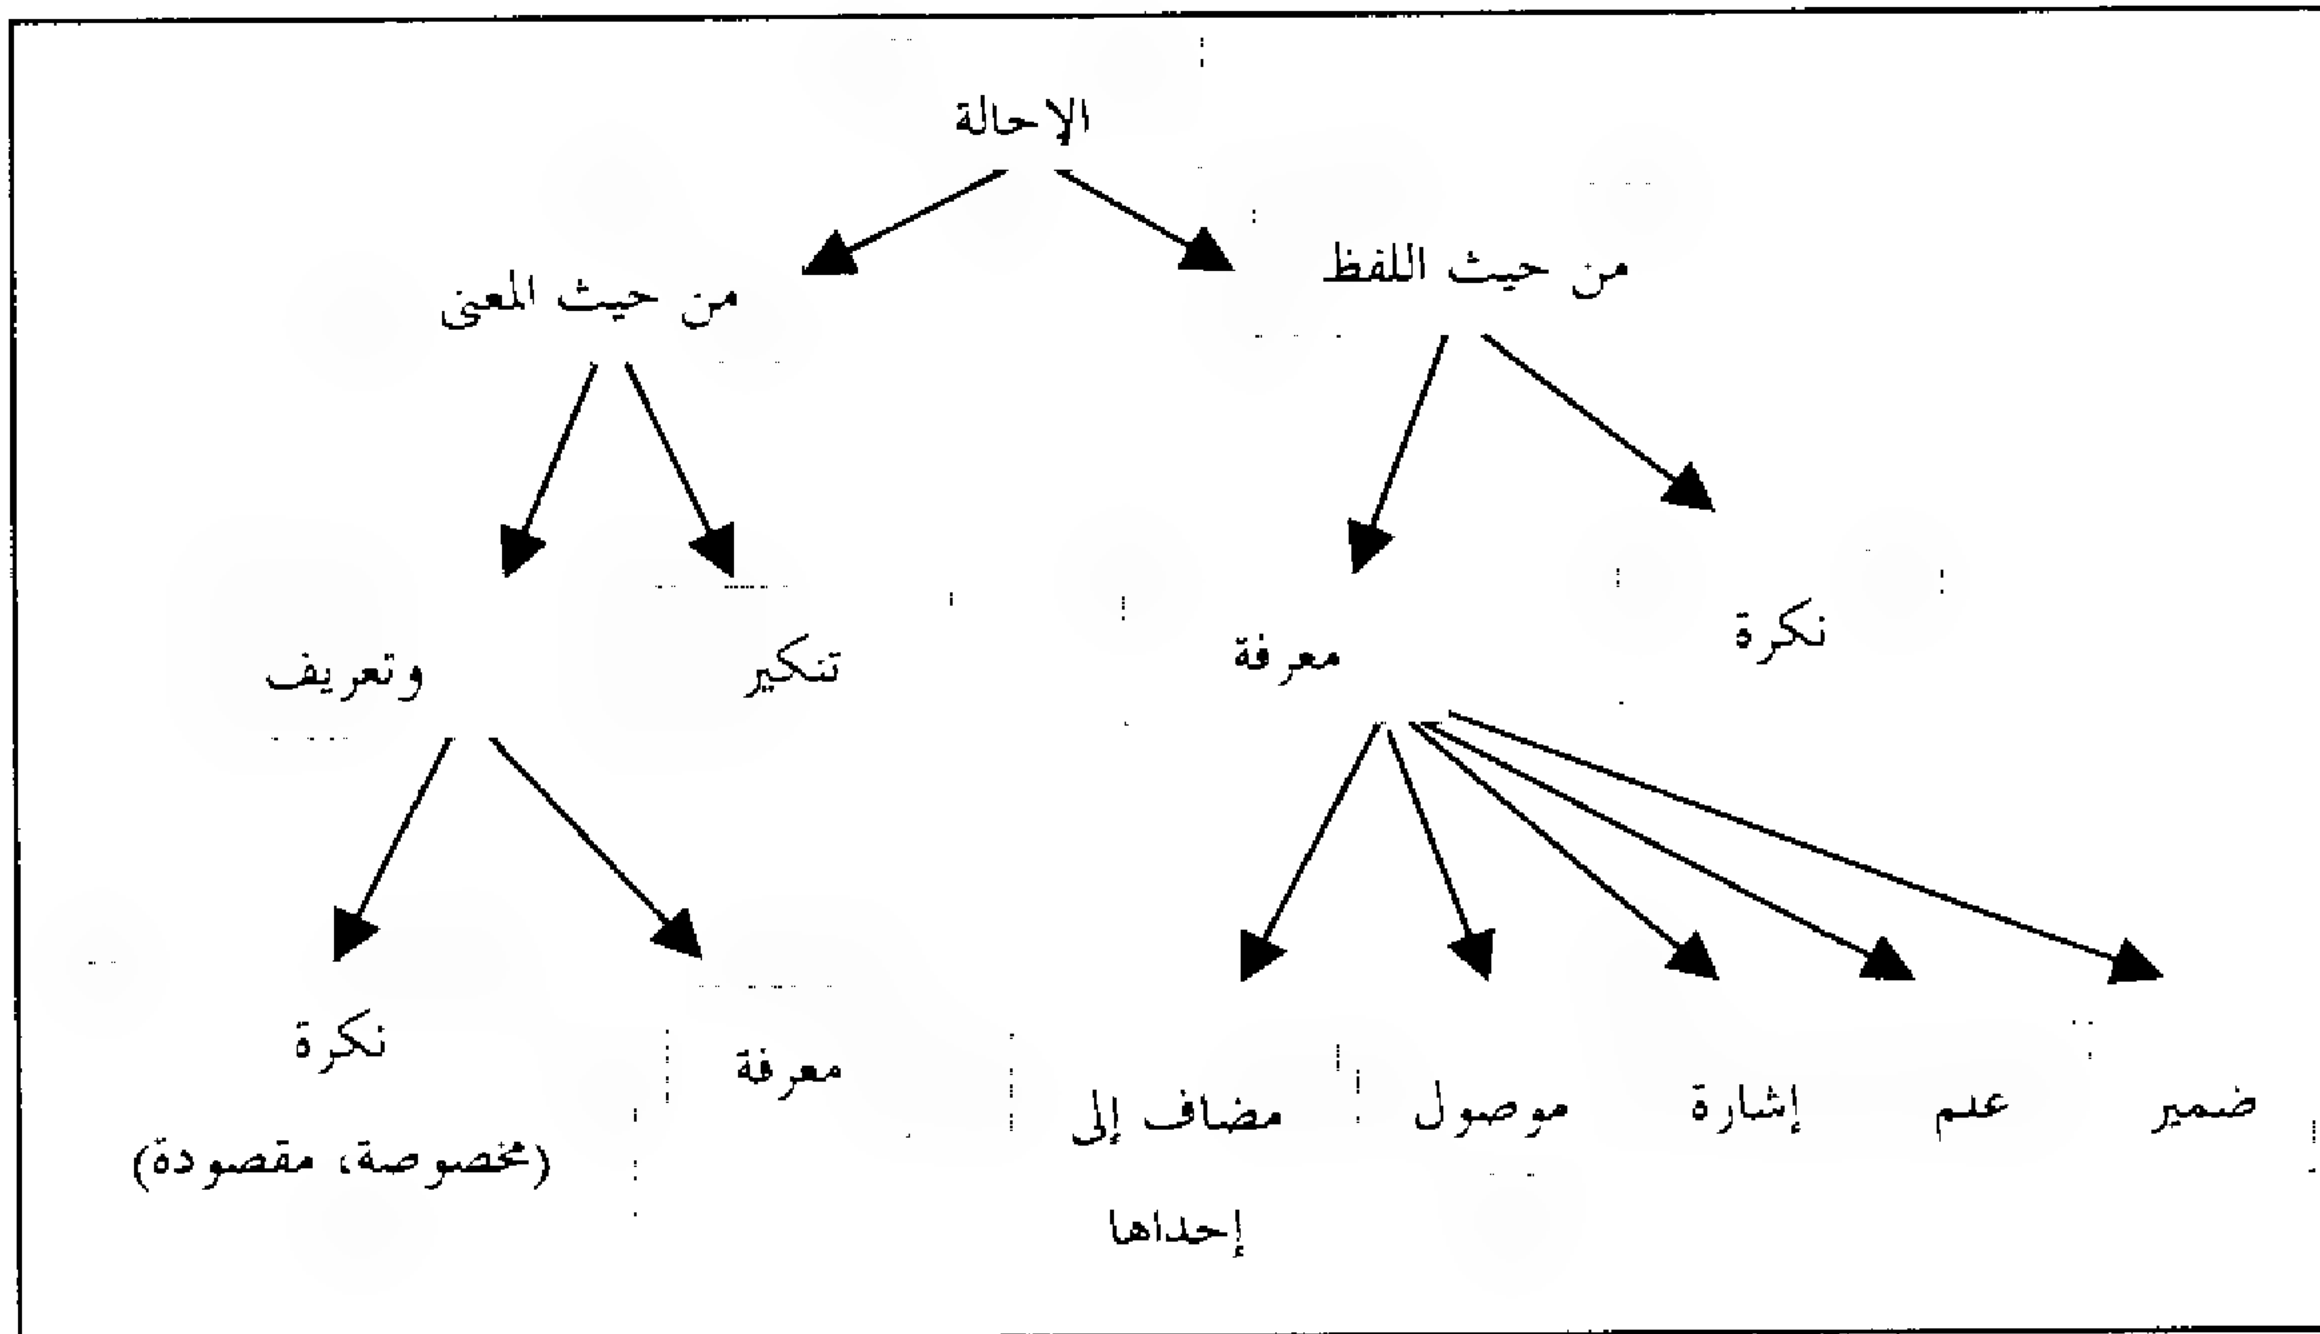 الإحالة
من حيث اللفظ
من حيث المعنى
نكرة
معرفة
تنكير
وتعريف
ضمير
علم
إشارة
موصول
مضاف إلى
إحداها
معرفة
نكرة
(مخصوصة، مقصودة)